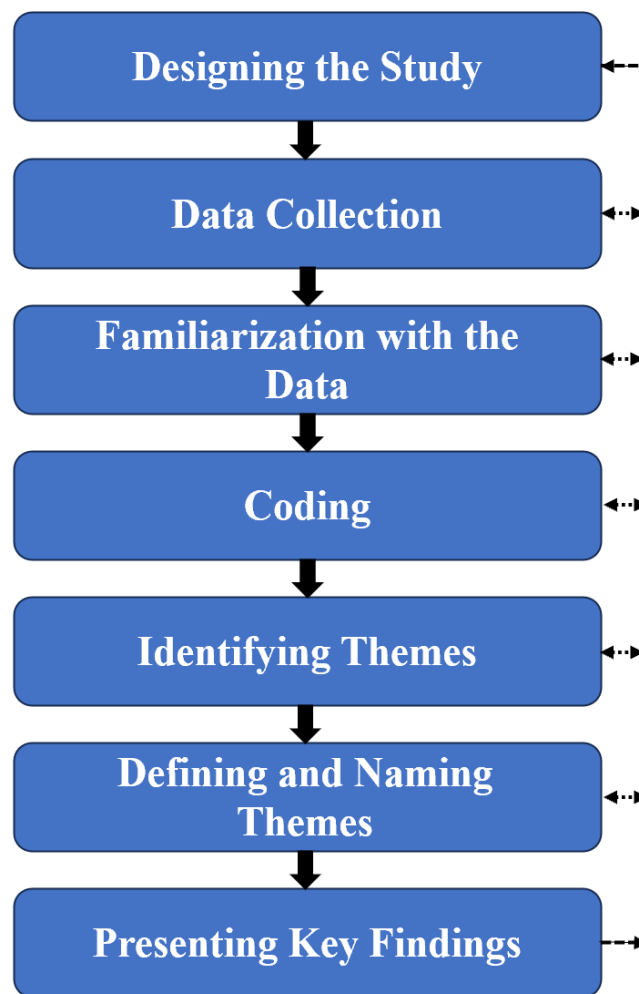 Designing the Study
Data Collection
Familiarization with the
Data
Coding
Identifying Themes
Defining and Naming
Themes
Presenting Key Findings